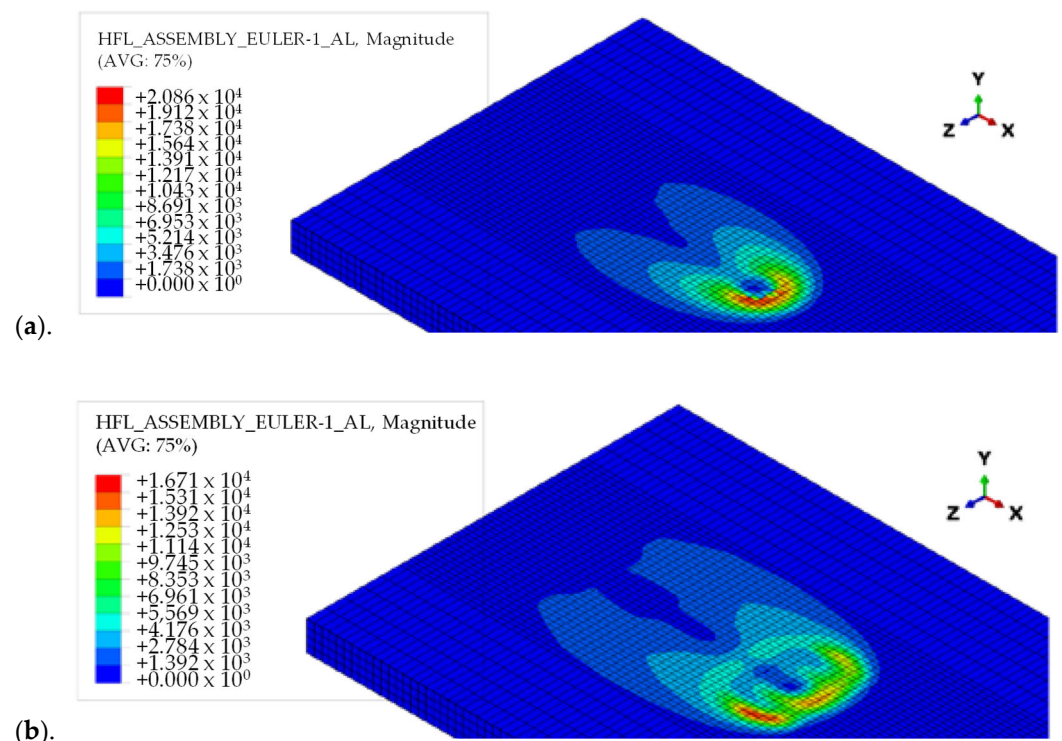 HFL_ASSEMBLY_EULER-1_AL, Magnitude
(AVG: 75%)
+2.086 x 10⁴
+1.912 x 10⁴
+1.738 x 10⁴
+1.564 x 10⁴
+1.391 x 10⁴
+1.217 x 10⁴
+1.043 x 10⁴
+8.691 x 10³
+6.953 x 10³
+5.214 x 10³
+3.476 x 10³
+1.738 x 10³
+0.000 x 10⁰
Y
Z X
(a).
HFL_ASSEMBLY_EULER-1_AL, Magnitude
(AVG: 75%)
+1.671 x 10⁴
+1.531 x 10⁴
+1.392 x 10⁴
+1.253 x 10⁴
+1.114 x 10⁴
+9.745 x 10³
+8.353 x 10³
+6.961 x 10³
+5.569 x 10³
+4.176 x 10³
+2.784 x 10³
+1.392 x 10³
+0.000 x 10⁰
Y
Z X
(b).